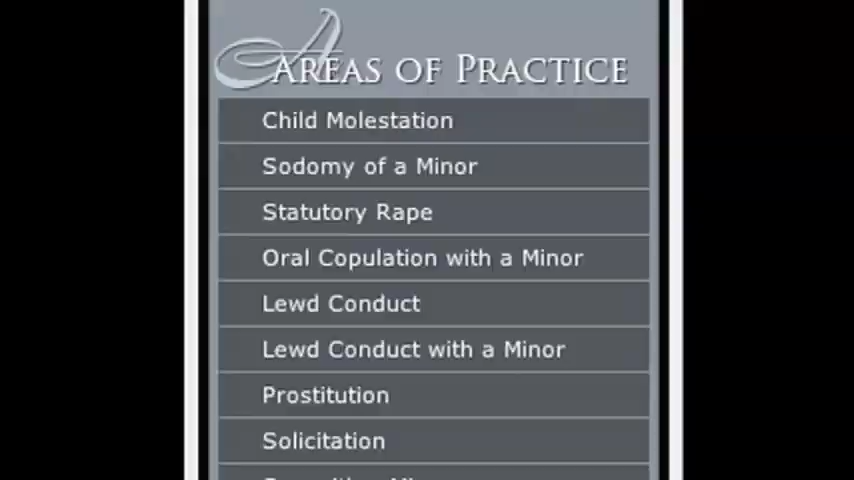 Areas of Practice
Child Molestation
Sodomy of a Minor
Statutory Rape
Oral Copulation with a Minor
Lewd Conduct
Lewd Conduct with a Minor
Prostitution
Solicitation